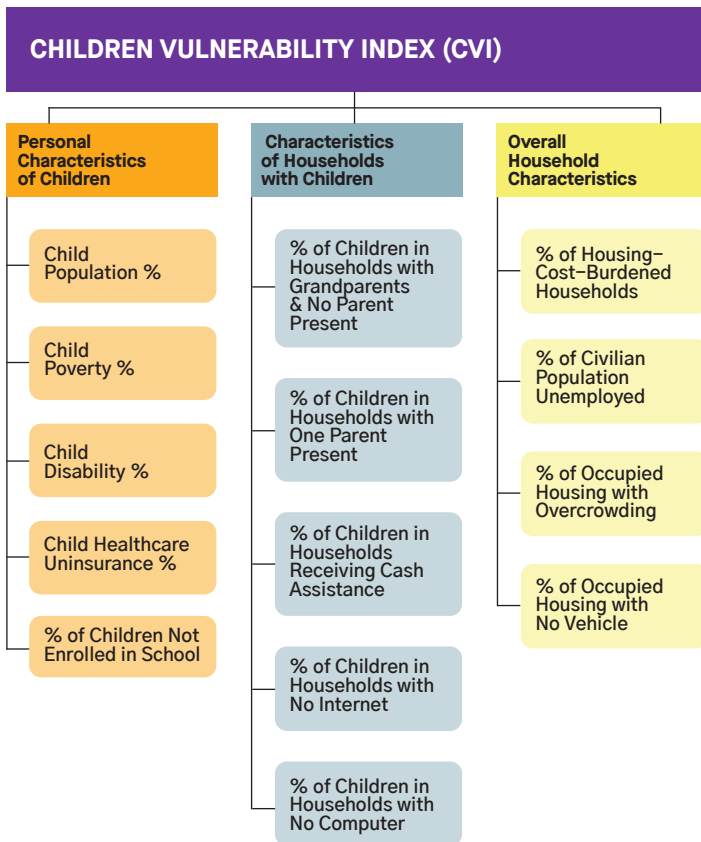 CHILDREN VULNERABILITY INDEX (CVI)
Personal
Characteristics
of Children
Child
Population %
Child
Poverty %
Child
Disability %
Child Healthcare
Uninsurance %
% of Children Not
Enrolled in School
Characteristics
of Households
with Children
% of Children in
Households with
Grandparents
& No Parent
Present
% of Children in
Households with
One Parent
Present
% of Children in
Households
Receiving Cash
Assistance
% of Children in
Households with
No Internet
% of Children in
Households with
No Computer
Overall
Household
Characteristics
% of Housing–
Cost-Burdened
Households
% of Civilian
Population
Unemployed
% of Occupied
Housing with
Overcrowding
% of Occupied
Housing with
No Vehicle